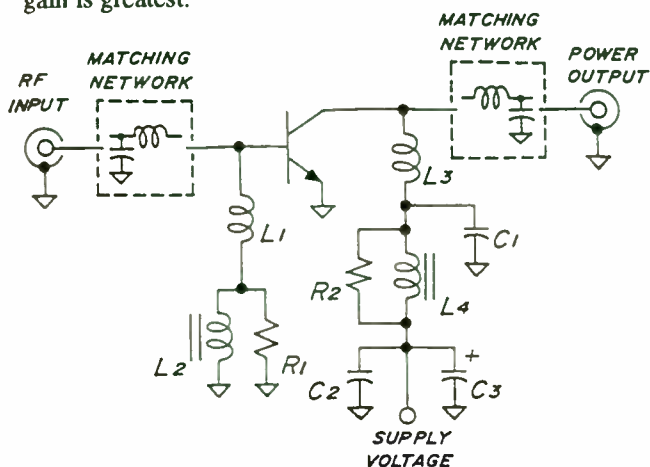 gain is greatest.
MATCHING
NETWORK
POWER
OUTPUT
MATCHING
NETWORK
RF
INPUT
L3
L1
C1
R2
L4
L2
R1
C2
+
C3
SUPPLY
VOLTAGE